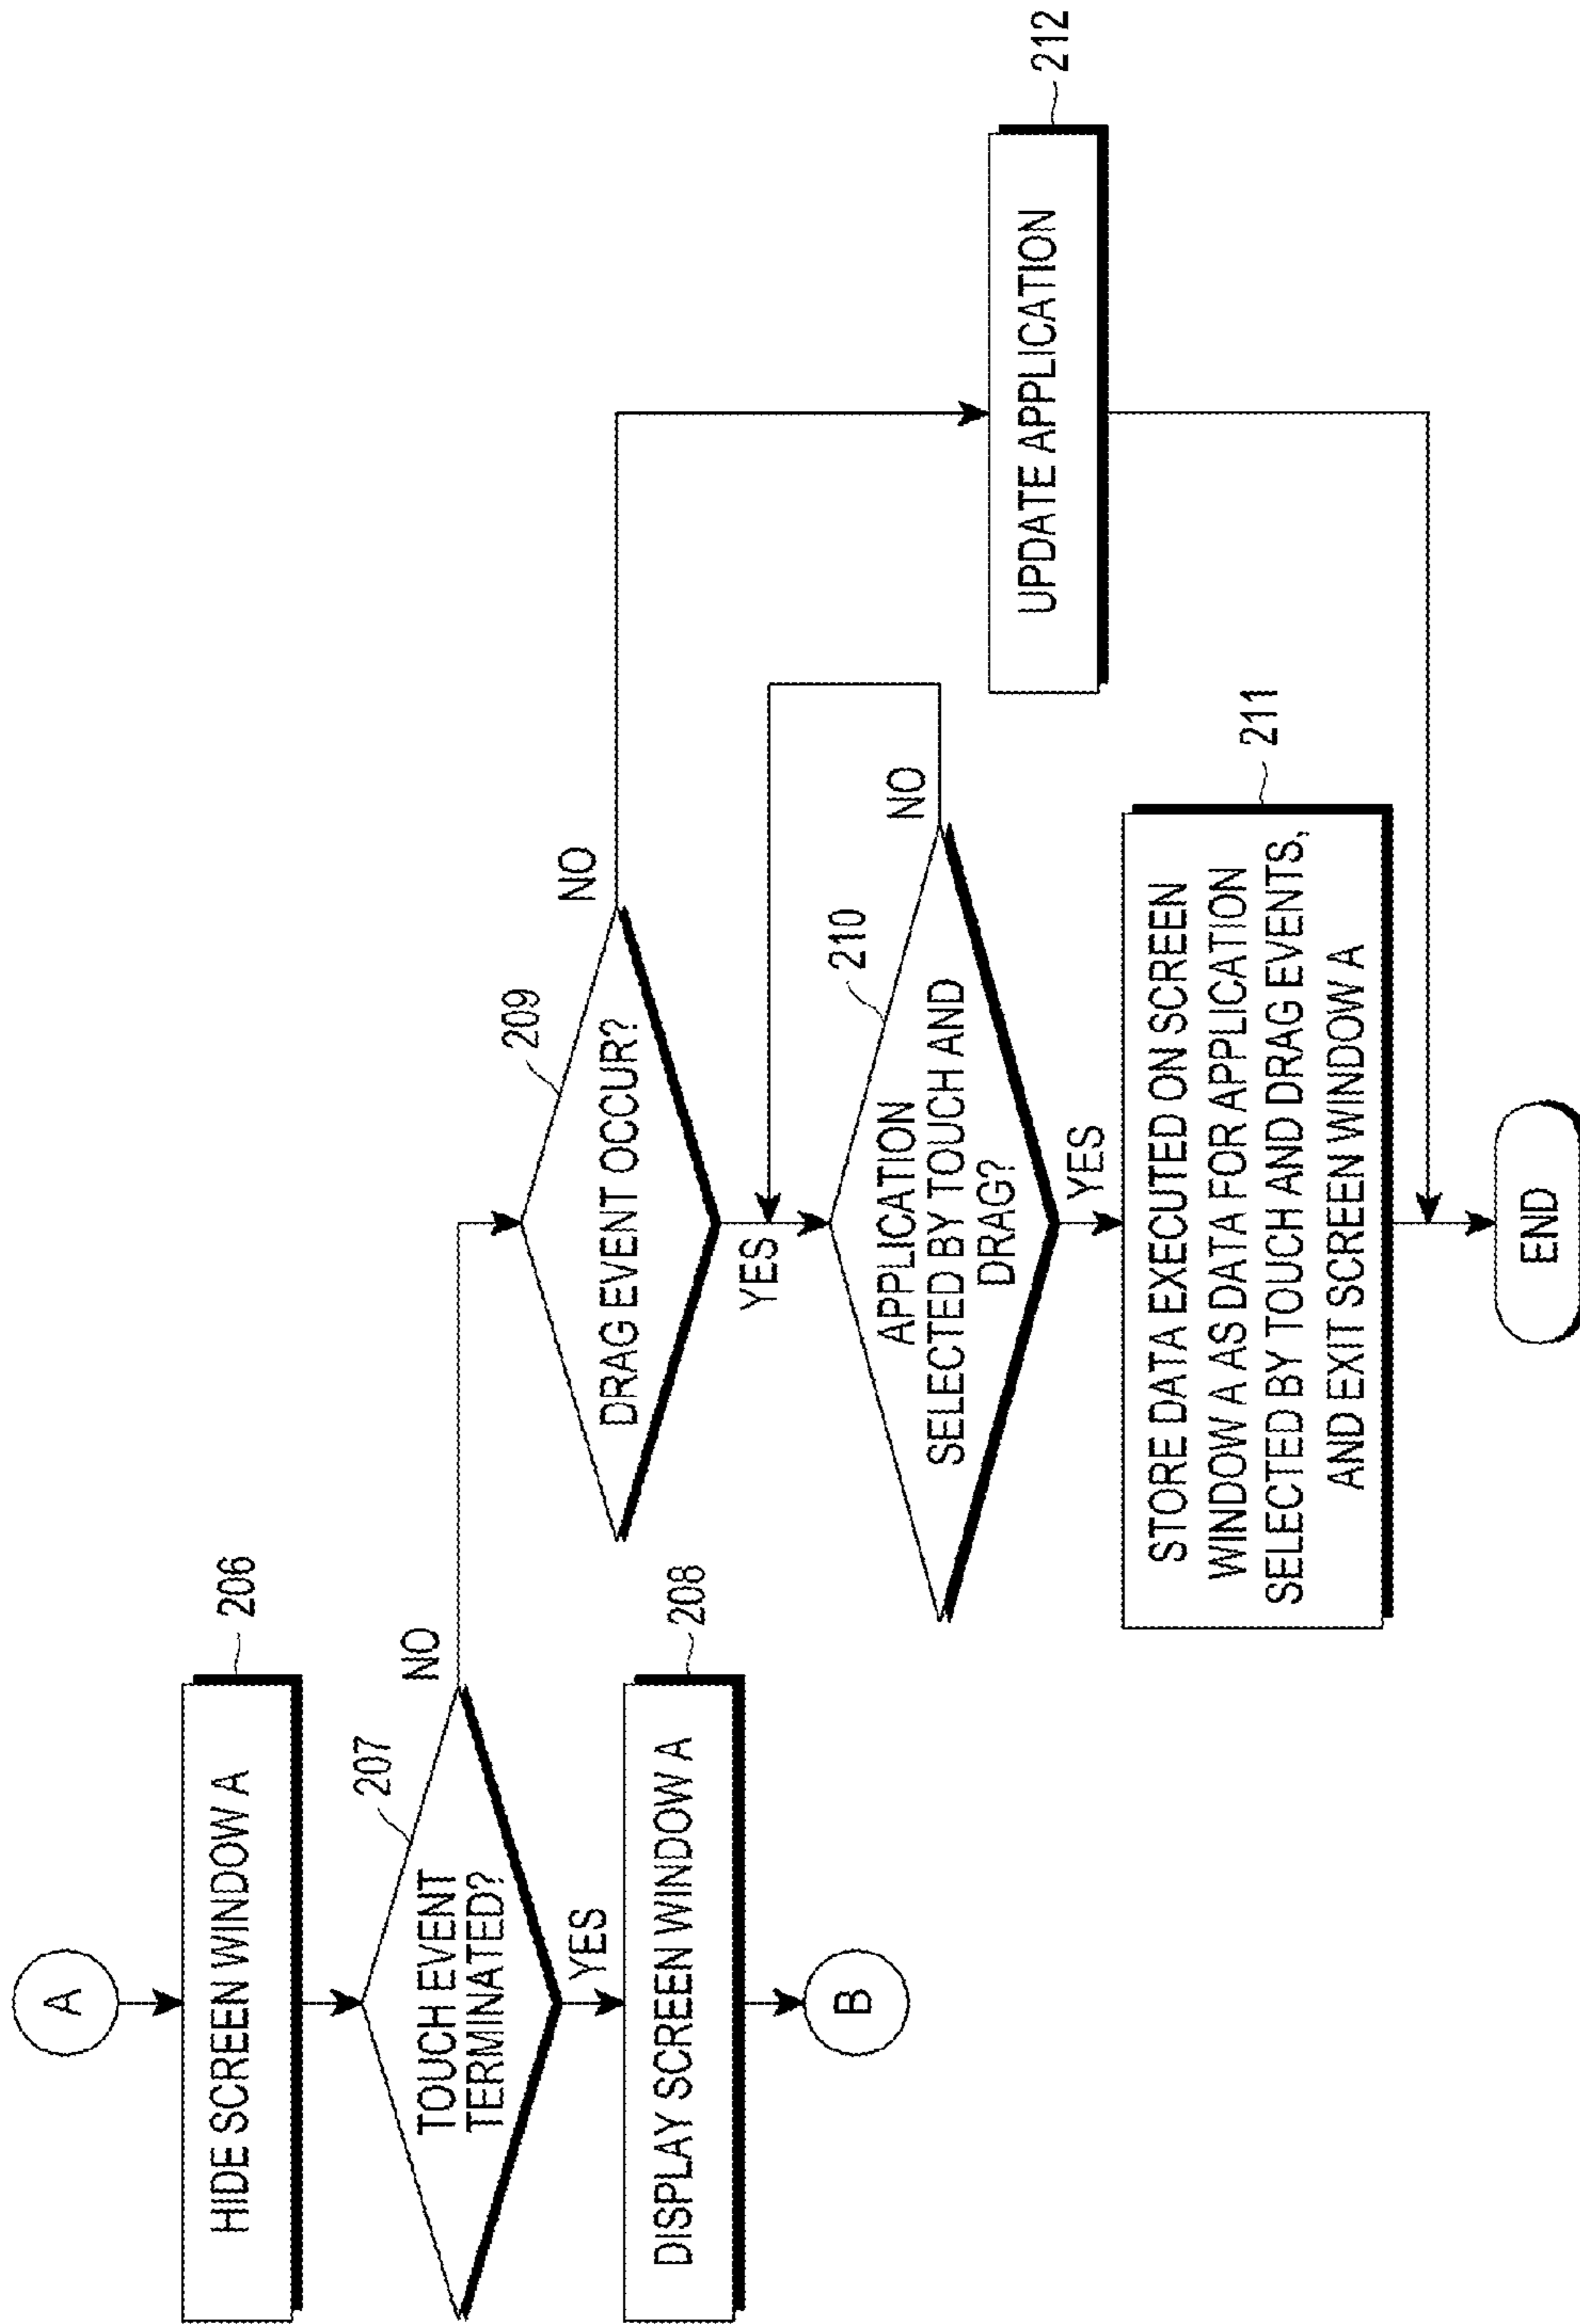 A
HIDE SCREEN WINDOW A
206
TOUCH EVENT
TERMINATED?
207
NO
YES
DISPLAY SCREEN WINDOW A
208
B
DRAG EVENT OCCUR?
209
NO
YES
APPLICATION
SELECTED BY TOUCH AND
DRAG?
210
NO
YES
STORE DATA EXECUTED ON SCREEN
WINDOW A AS DATA FOR APPLICATION
SELECTED BY TOUCH AND DRAG EVENTS,
AND EXIT SCREEN WINDOW A
211
UPDATE APPLICATION
212
END